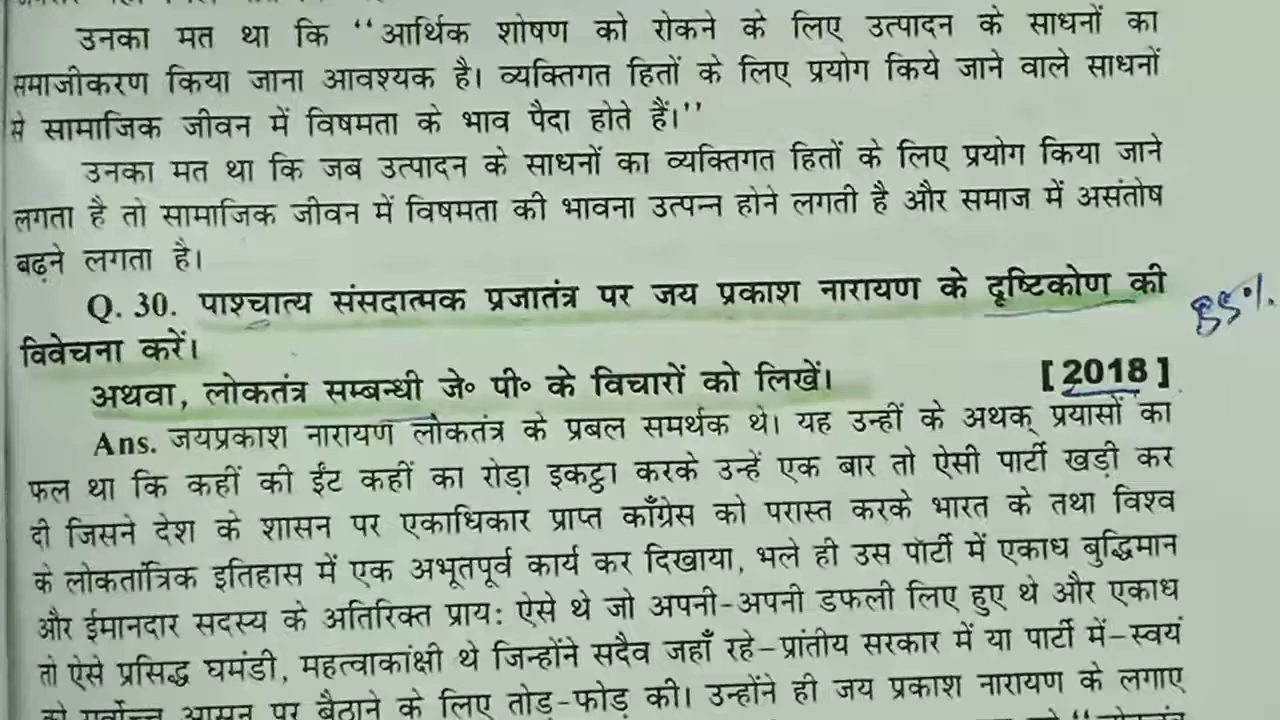 उनका मत था कि ‘‘आर्थिक शोषण को रोकने के लिए उत्पादन के साधनों का
समाजीकरण किया जाना आवश्यक है। व्यक्तिगत हितों के लिए प्रयोग किये जाने वाले साधनों
से सामाजिक जीवन में विषमता के भाव पैदा होते हैं।’’
उनका मत था कि जब उत्पादन के साधनों का व्यक्तिगत हितों के लिए प्रयोग किया जाने
लगता है तो सामाजिक जीवन में विषमता की भावना उत्पन्न होने लगती है और समाज में असंतोष
बढ़ने लगता है।
Q. 30. पाश्चात्य संसदात्मक प्रजातंत्र पर जय प्रकाश नारायण के दृष्टिकोण की
85%
विवेचना करें।
अथवा, लोकतंत्र सम्बन्धी जे॰ पी॰ के विचारों को लिखें। [2018]
Ans. जयप्रकाश नारायण लोकतंत्र के प्रबल समर्थक थे। यह उन्हीं के अथक् प्रयासों का
फल था कि कहीं की ईंट कहीं का रोड़ा इकट्ठा करके उन्हें एक बार तो ऐसी पार्टी खड़ी कर
दी जिसने देश के शासन पर एकाधिकार प्राप्त काँग्रेस को परास्त करके भारत के तथा विश्व
के लोकतांत्रिक इतिहास में एक अभूतपूर्व कार्य कर दिखाया, भले ही उस पार्टी में एकाध बुद्धिमान
और ईमानदार सदस्य के अतिरिक्त प्राय: ऐसे थे जो अपनी-अपनी डफली लिए हुए थे और एकाध
तो ऐसे प्रसिद्ध घमंडी, महत्वाकांक्षी थे जिन्होंने सदैव जहाँ रहे–प्रांतीय सरकार में या पार्टी में–स्वयं
को सर्वोच्च आसन पर बैठाने के लिए तोड़-फोड़ की। उन्होंने ही जय प्रकाश नारायण के लगाए